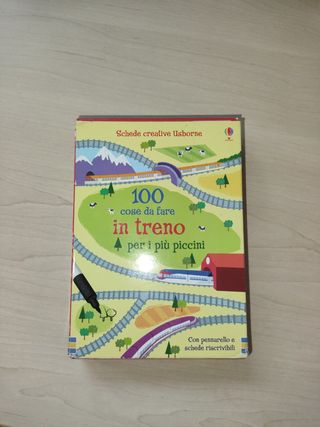 Schede creative Usborne
100
cose da fare
in treno
per i più piccini
Con pennarello e
schede riscrivibili